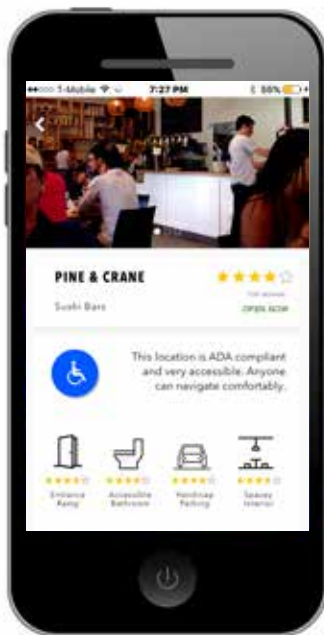 T-Mobile 7:27 PM 56%
PINE & CRANE
Sushi Bars
OPEN NOW
This location is ADA compliant
and very accessible. Anyone
can navigate comfortably.
Entrance Accessible Handicap Spacey
Ramp Bathroom Parking Interior